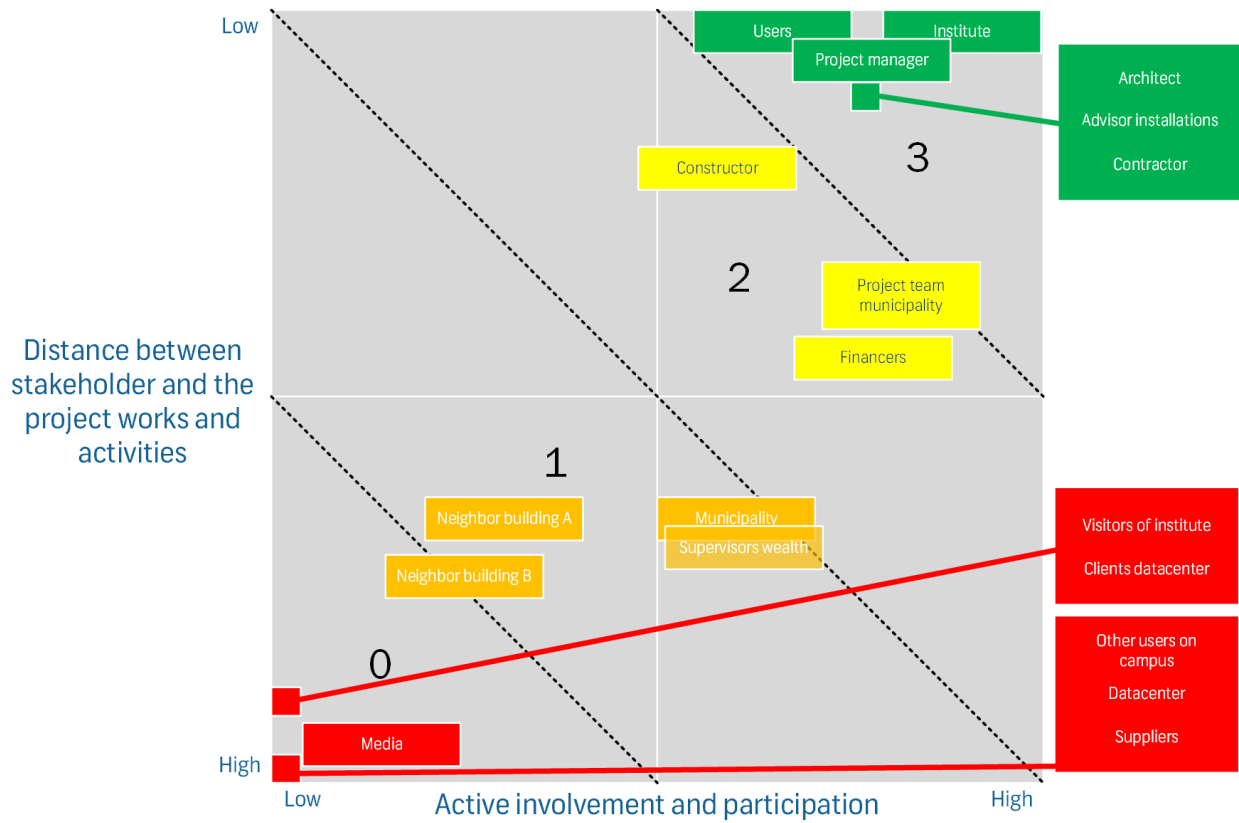 Low
Users
Institute
Project manager
Architect
Advisor installations
Contractor
3
Constructor
2
Project team
municipality
Financers
Distance between
stakeholder and the
project works and
activities
1
Neighbor building A
Municipality
Supervisors wealth
Neighbor building B
Visitors of institute
Clients datacenter
0
Other users on
campus
Datacenter
Suppliers
Media
High
Low
Active involvement and participation
High